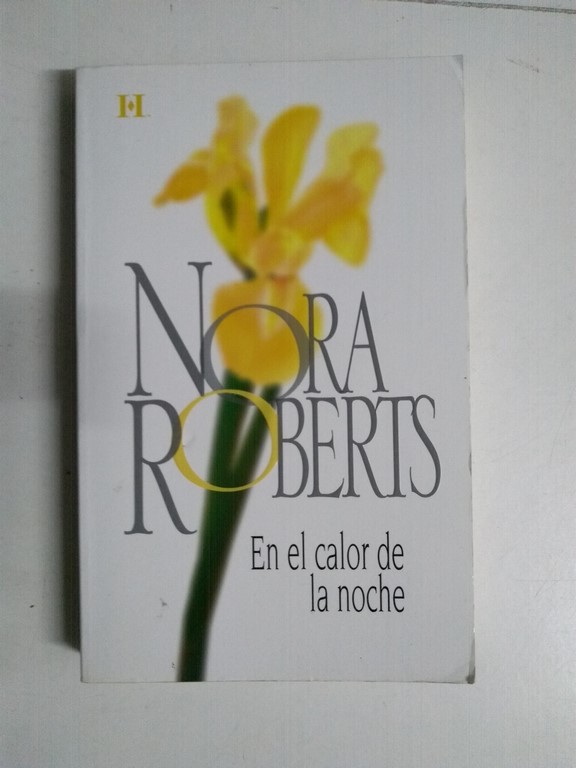 H
NORA
ROBERTS
En el calor de
la noche